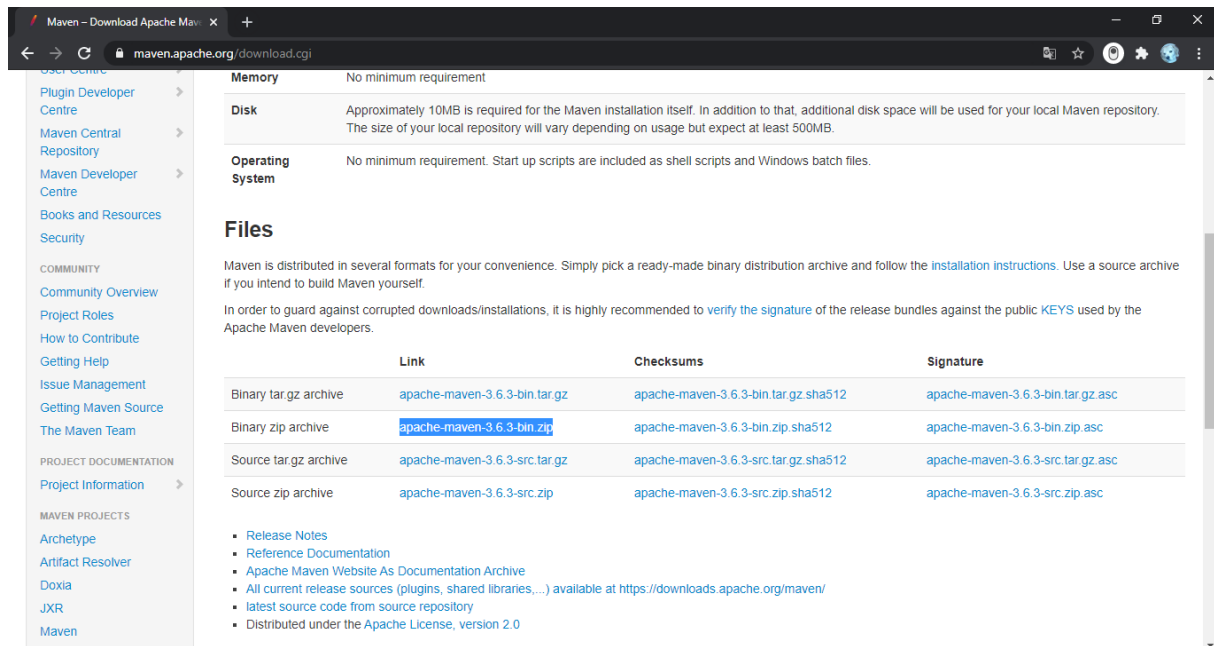 Maven – Download Apache Mav
maven.apache.org/download.cgi
User Centre
Plugin Developer
Centre
Maven Central
Repository
Maven Developer
Centre
Books and Resources
Security
COMMUNITY
Community Overview
Project Roles
How to Contribute
Getting Help
Issue Management
Getting Maven Source
The Maven Team
PROJECT DOCUMENTATION
Project Information
MAVEN PROJECTS
Archetype
Artifact Resolver
Doxia
JXR
Maven
Memory No minimum requirement
Disk Approximately 10MB is required for the Maven installation itself. In addition to that, additional disk space will be used for your local Maven repository.
The size of your local repository will vary depending on usage but expect at least 500MB.
Operating No minimum requirement. Start up scripts are included as shell scripts and Windows batch files.
System
Files
Maven is distributed in several formats for your convenience. Simply pick a ready-made binary distribution archive and follow the installation instructions. Use a source archive
if you intend to build Maven yourself.
In order to guard against corrupted downloads/installations, it is highly recommended to verify the signature of the release bundles against the public KEYS used by the
Apache Maven developers.
Link Checksums Signature
Binary tar.gz archive apache-maven-3.6.3-bin.tar.gz apache-maven-3.6.3-bin.tar.gz.sha512 apache-maven-3.6.3-bin.tar.gz.asc
Binary zip archive apache-maven-3.6.3-bin.zip apache-maven-3.6.3-bin.zip.sha512 apache-maven-3.6.3-bin.zip.asc
Source tar.gz archive apache-maven-3.6.3-src.tar.gz apache-maven-3.6.3-src.tar.gz.sha512 apache-maven-3.6.3-src.tar.gz.asc
Source zip archive apache-maven-3.6.3-src.zip apache-maven-3.6.3-src.zip.sha512 apache-maven-3.6.3-src.zip.asc
Release Notes
Reference Documentation
Apache Maven Website As Documentation Archive
All current release sources (plugins, shared libraries,...) available at https://downloads.apache.org/maven/
latest source code from source repository
Distributed under the Apache License, version 2.0